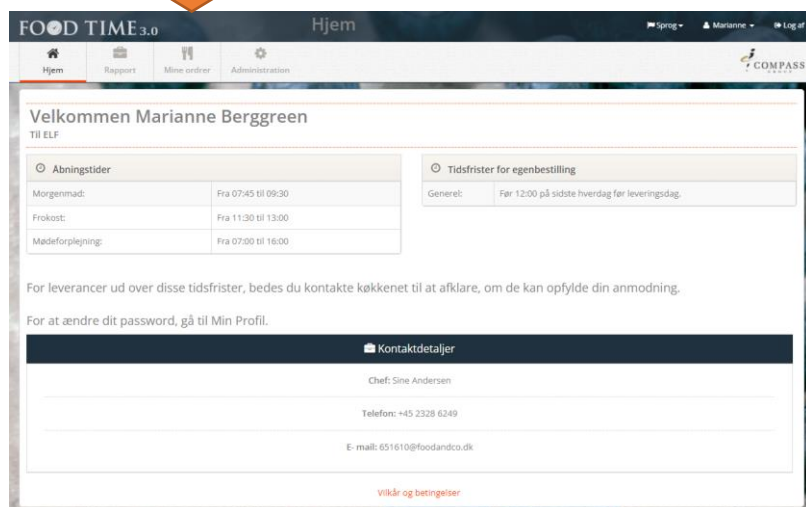 FOOD TIME 3.0
Hjem
Sprog
Marianne
Log af
Hjem
Rapport
Mine ordrer
Administration
COMPASS
GROUP
Velkommen Marianne Berggreen
Til ELF
Åbningstider
Morgenmad: Fra 07:45 til 09:30
Frokost: Fra 11:30 til 13:00
Mødeforplejning: Fra 07:00 til 16:00
Tidsfrister for egenbestilling
Generel: Før 12:00 på sidste hverdag før leveringsdag.
For leverancer ud over disse tidsfrister, bedes du kontakte køkkenet til at afklare, om de kan opfylde din anmodning.
For at ændre dit password, gå til Min Profil.
Kontaktdetaljer
Chef: Sine Andersen
Telefon: +45 2328 6249
E- mail: 651610@foodandco.dk
Vilkår og betingelser